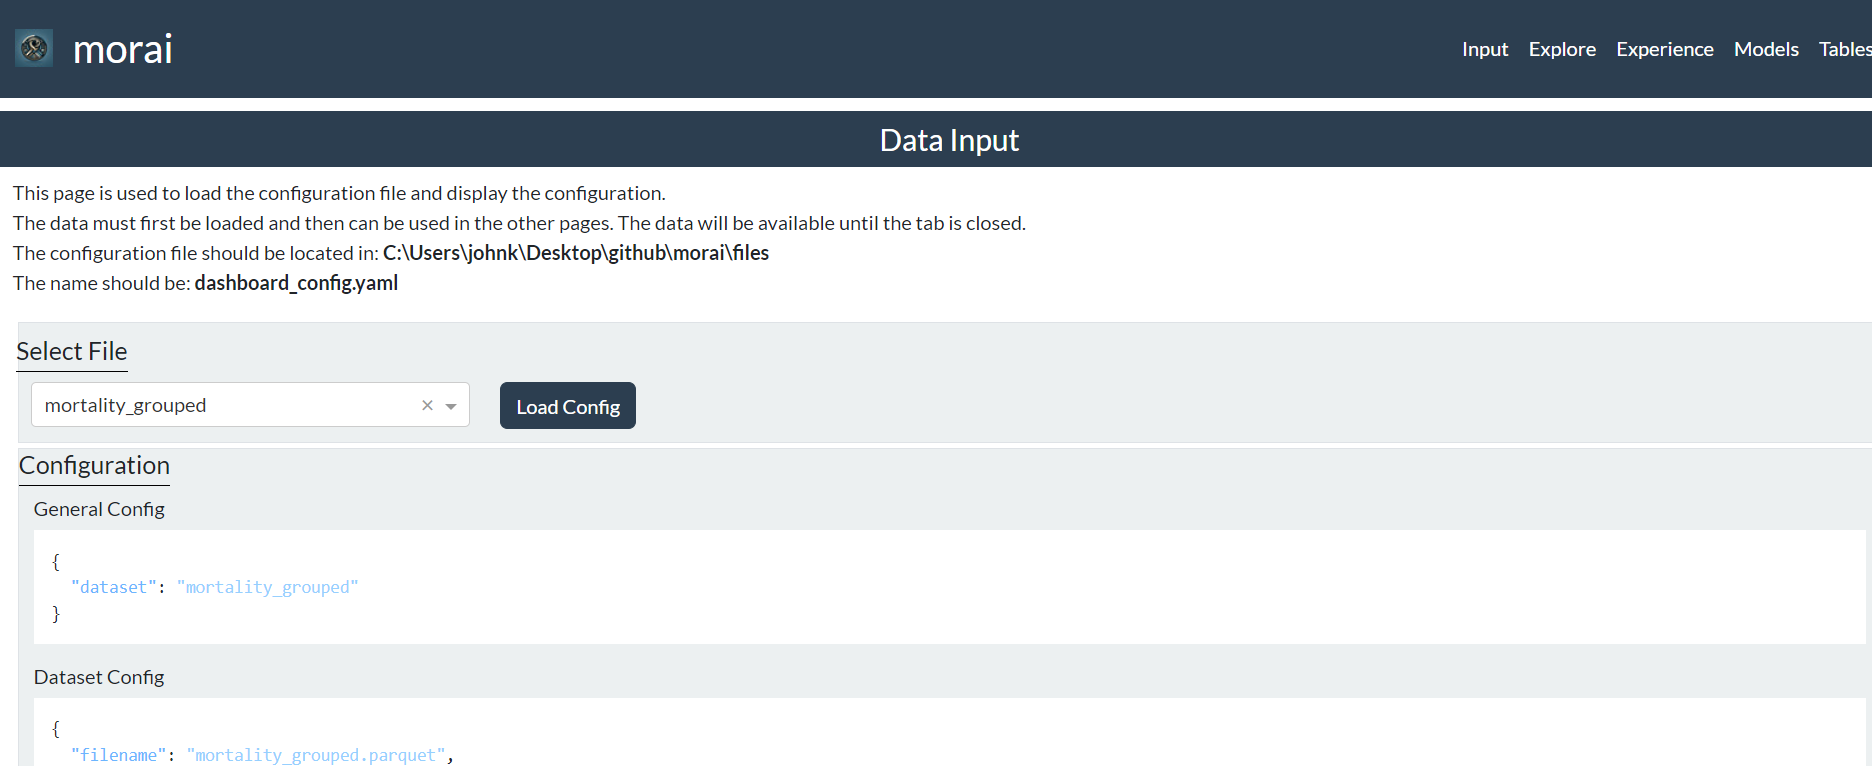 morai
Input Explore Experience Models Tables
Data Input
This page is used to load the configuration file and display the configuration.
The data must first be loaded and then can be used in the other pages. The data will be available until the tab is closed.
The configuration file should be located in: C:\Users\johnk\Desktop\github\morai\files
The name should be: dashboard_config.yaml
Select File
mortality_grouped × Load Config
Configuration
General Config
{
"dataset": "mortality_grouped"
}
Dataset Config
{
"filename": "mortality_grouped.parquet",